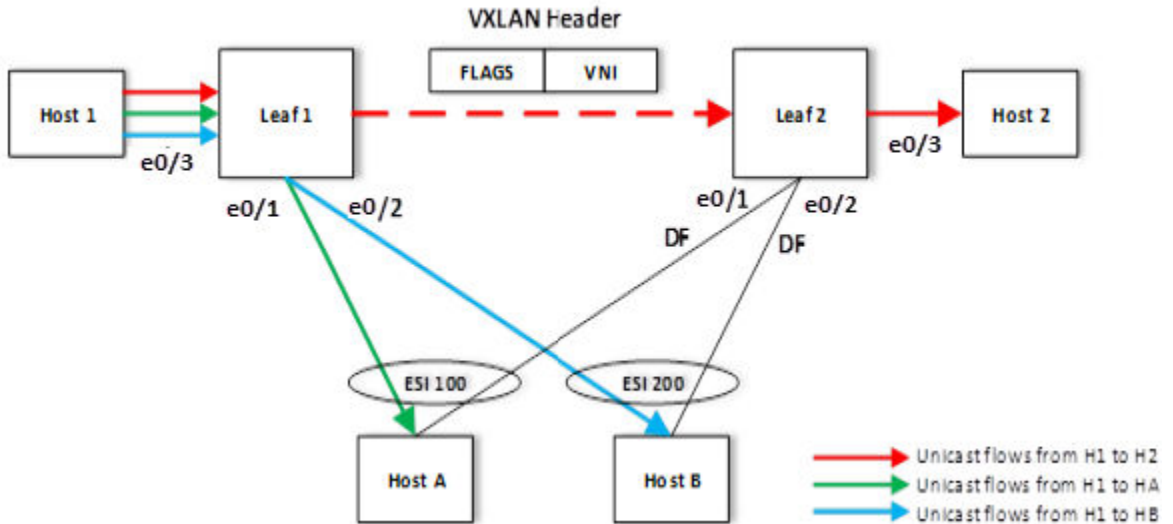 VXLAN Header
FLAGS VNI
Host 1
Leaf 1
Leaf 2
Host 2
e0/3
e0/3
e0/1
e0/2
e0/1
e0/2
DF
DF
ESI 100
ESI 200
Host A
Host B
Unicast flows from H1 to H2
Unicast flows from H1 to HA
Unicast flows from H1 to HB